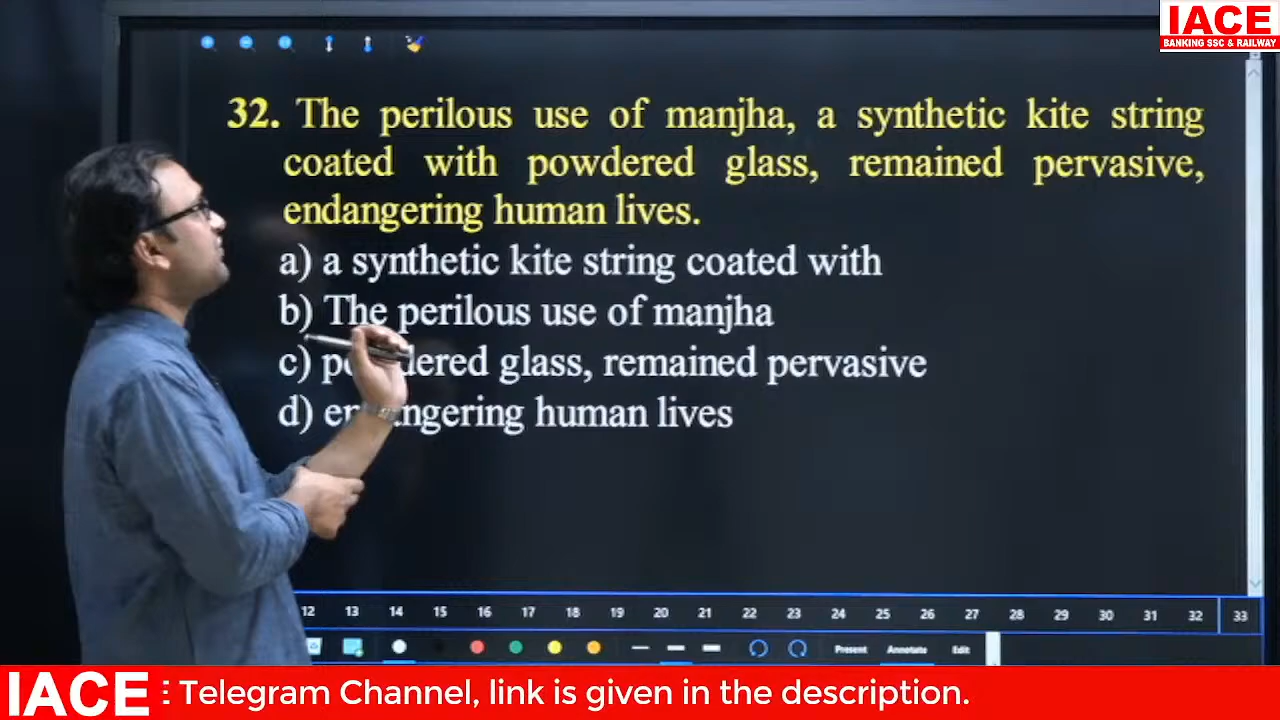 IACE
BANKING SSC & RAILWAY
32. The perilous use of manjha, a synthetic kite string
coated with powdered glass, remained pervasive,
endangering human lives.
a) a synthetic kite string coated with
b) The perilous use of manjha
c) powdered glass, remained pervasive
d) endangering human lives
12 13 14 15 16 17 18 19 20 21 22 23 24 25 26 27 28 29 30 31 32 33
Present Annotate Edit
IACE : Telegram Channel, link is given in the description.